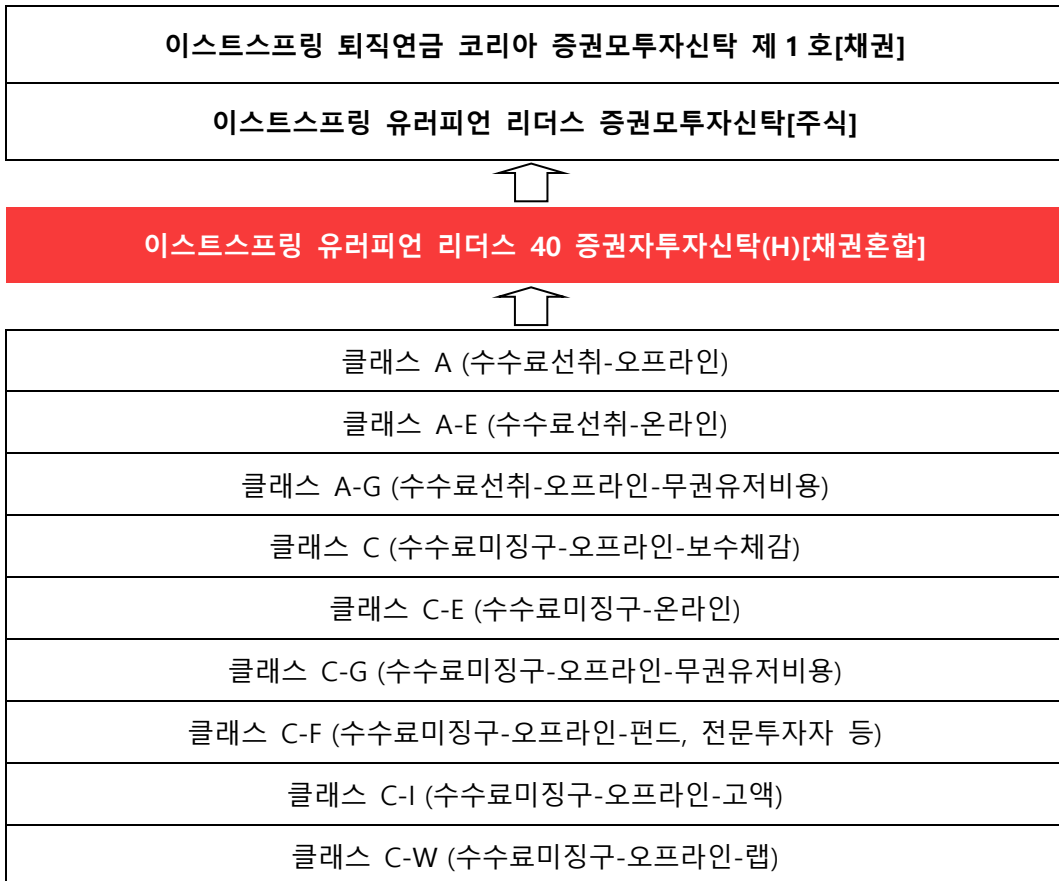 이스트스프링 퇴직연금 코리아 증권모투자신탁 제 1 호[채권]
이스트스프링 유러피언 리더스 증권모투자신탁[주식]
이스트스프링 유러피언 리더스 40 증권자투자신탁(H)[채권혼합]
클래스 A (수수료선취-오프라인)
클래스 A-E (수수료선취-온라인)
클래스 A-G (수수료선취-오프라인-무권유저비용)
클래스 C (수수료미징구-오프라인-보수체감)
클래스 C-E (수수료미징구-온라인)
클래스 C-G (수수료미징구-오프라인-무권유저비용)
클래스 C-F (수수료미징구-오프라인-펀드, 전문투자자 등)
클래스 C-I (수수료미징구-오프라인-고액)
클래스 C-W (수수료미징구-오프라인-랩)